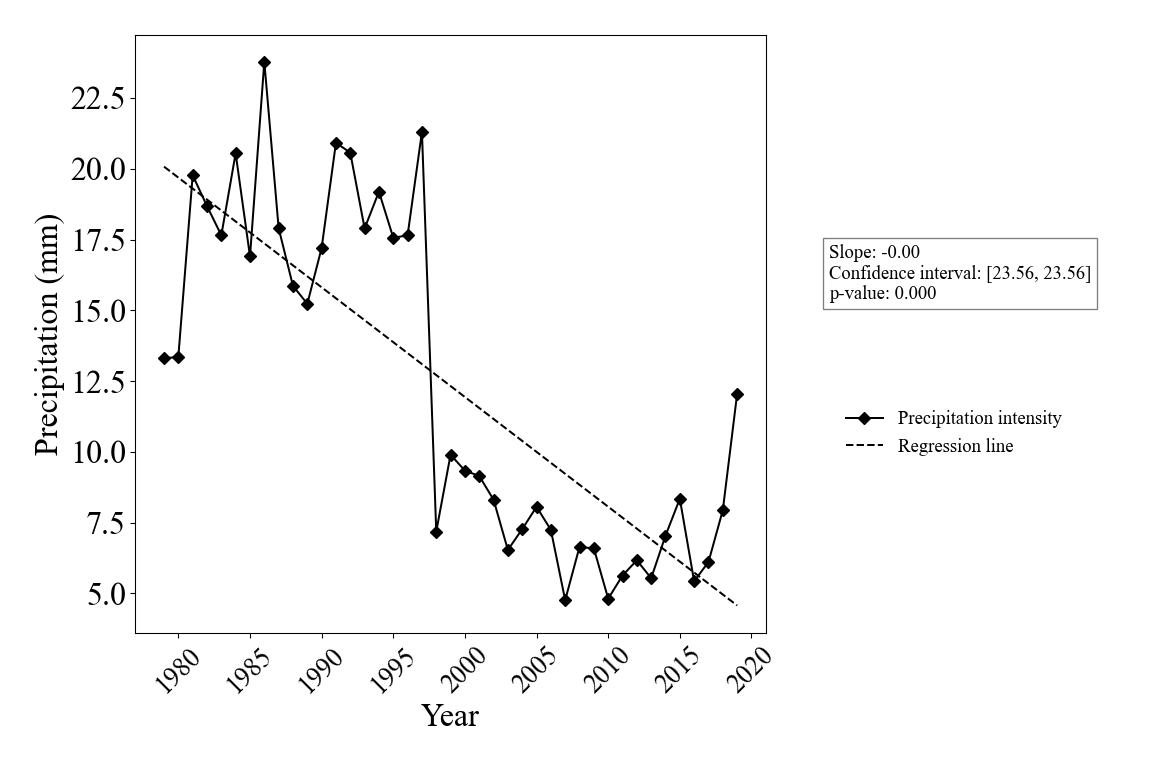 22.5
20.0
17.5
15.0
12.5
10.0
7.5
5.0
Precipitation (mm)
1980
1985
1990
1995
2000
2005
2010
2015
2020
Year
Slope: -0.00
Confidence interval: [23.56, 23.56]
p-value: 0.000
Precipitation intensity
Regression line